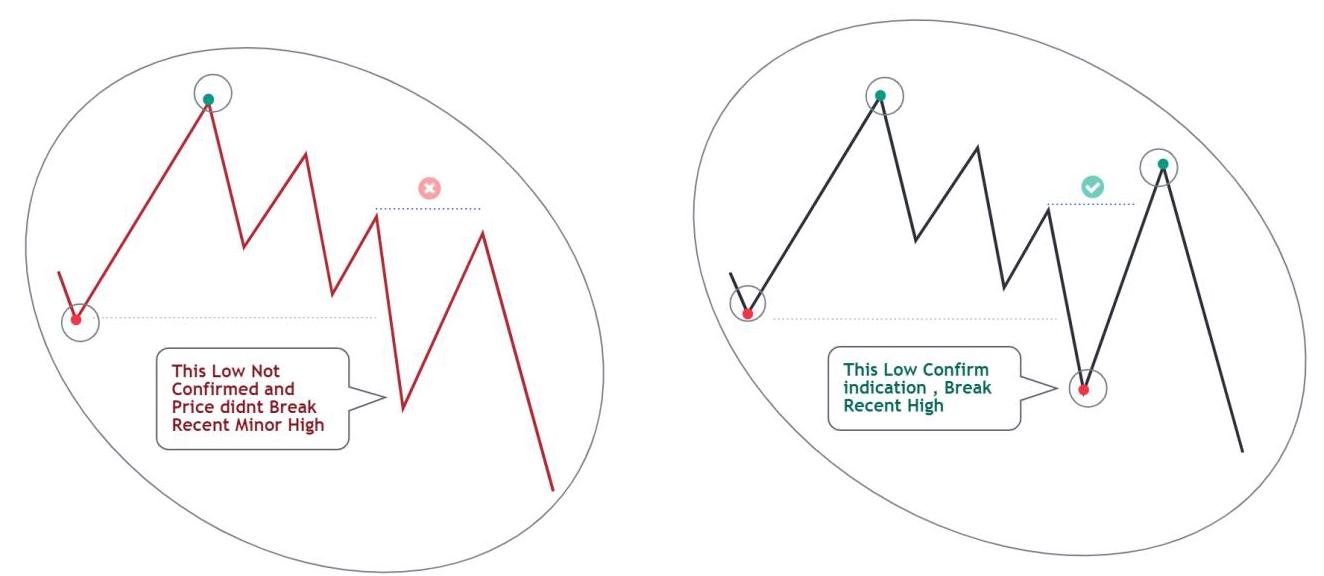 This Low Not
Confirmed and
Price didnt Break
Recent Minor High
This Low Confirm
indication , Break
Recent High